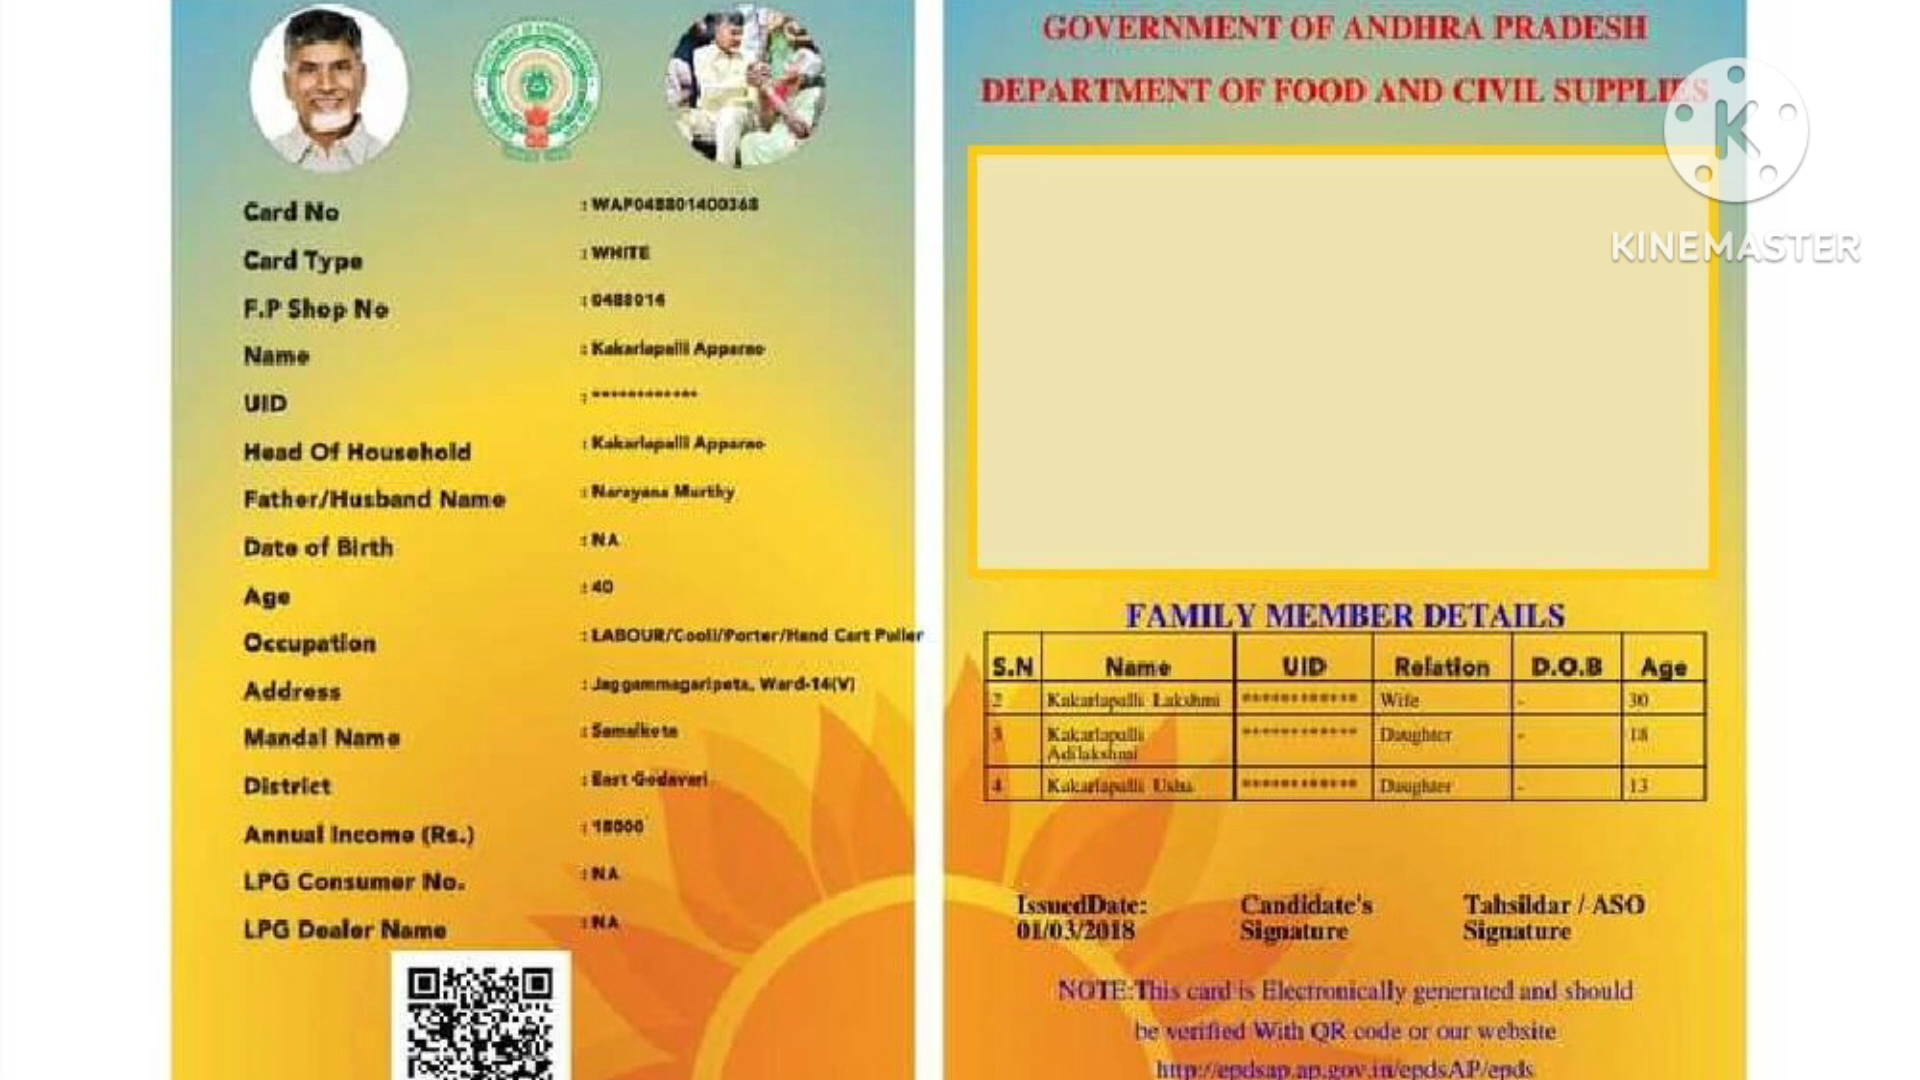 Card No : WAP048801400368
Card Type : WHITE
F.P Shop No : 0488014
Name : Kakarlapalli Apparao
UID : ************
Head Of Household : Kakarlapalli Apparao
Father/Husband Name : Narayana Murthy
Date of Birth : NA
Age : 40
Occupation : LABOUR/Cooli/Porter/Hand Cart Puller
Address : Jaggammagaripeta, Ward-14(V)
Mandal Name : Samalkota
District : East Godavari
Annual Income (Rs.) : 18000
LPG Consumer No. : NA
LPG Dealer Name : NA
GOVERNMENT OF ANDHRA PRADESH
DEPARTMENT OF FOOD AND CIVIL SUPPLIES
K
KINEMASTER
FAMILY MEMBER DETAILS
S.N Name UID Relation D.O.B Age
2 Kakarlapalli Lakshmi ************ Wife - 30
3 Kakarlapalli ************ Daughter - 18
Adilakshmi
4 Kakarlapalli Usha ************ Daughter - 13
IssuedDate: Candidate's Tahsildar / ASO
01/03/2018 Signature Signature
NOTE:This card is Electronically generated and should
be verified With QR code or our website
http://epdsap.ap.gov.in/epdsAP/epds